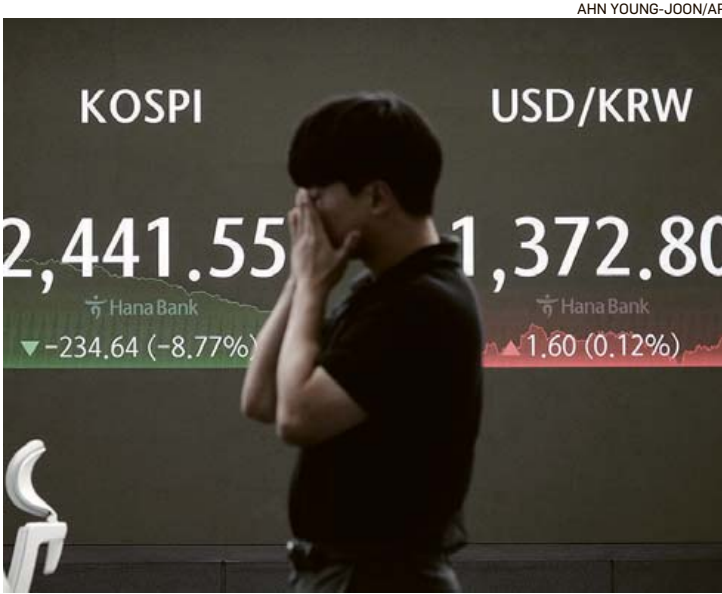 AHN YOUNG-JOON/AP
KOSPI
USD/KRW
2,441.55
1,372.80
Hana Bank
Hana Bank
▼-234.64 (-8.77%)
▲ 1.60 (0.12%)